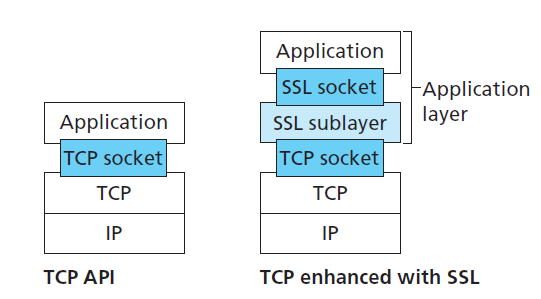 Application
TCP socket
TCP
IP
TCP API
Application
SSL socket
SSL sublayer
TCP socket
TCP
IP
TCP enhanced with SSL
Application
layer